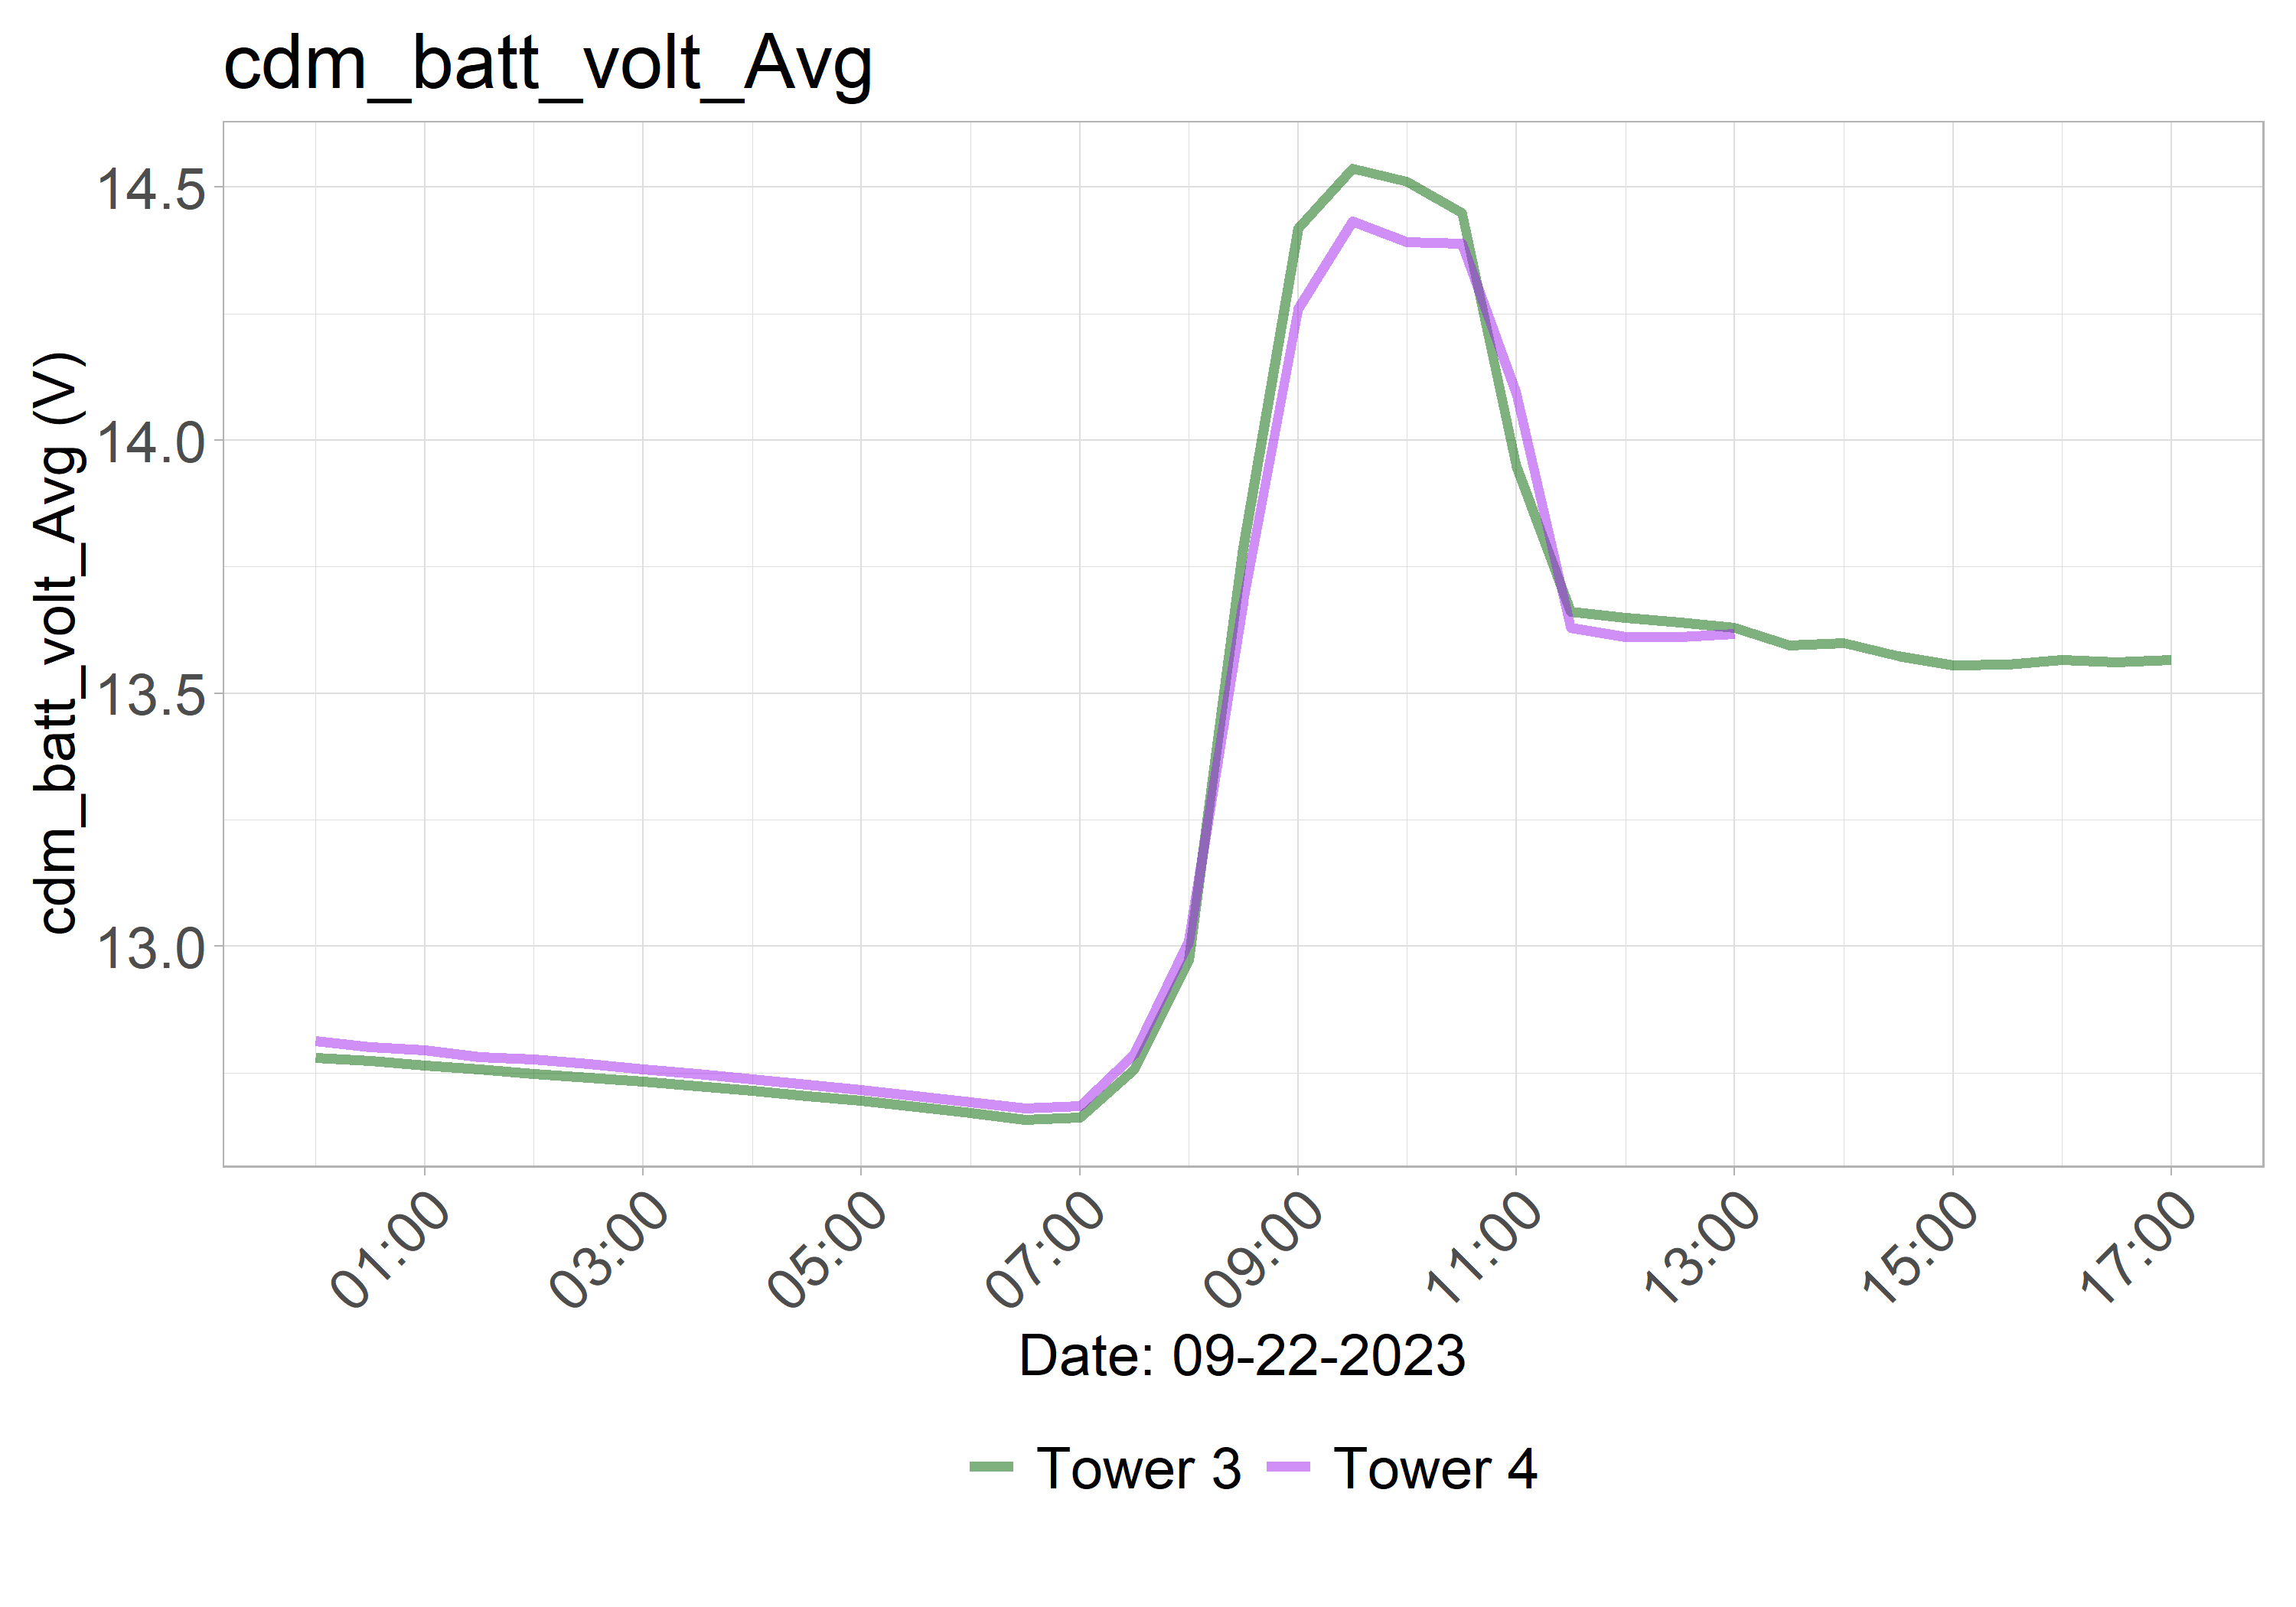 cdm_batt_volt_Avg
cdm_batt_volt_Avg (V)
14.5
14.0
13.5
13.0
01:00
03:00
05:00
07:00
09:00
11:00
13:00
15:00
17:00
Date: 09-22-2023
Tower 3
Tower 4